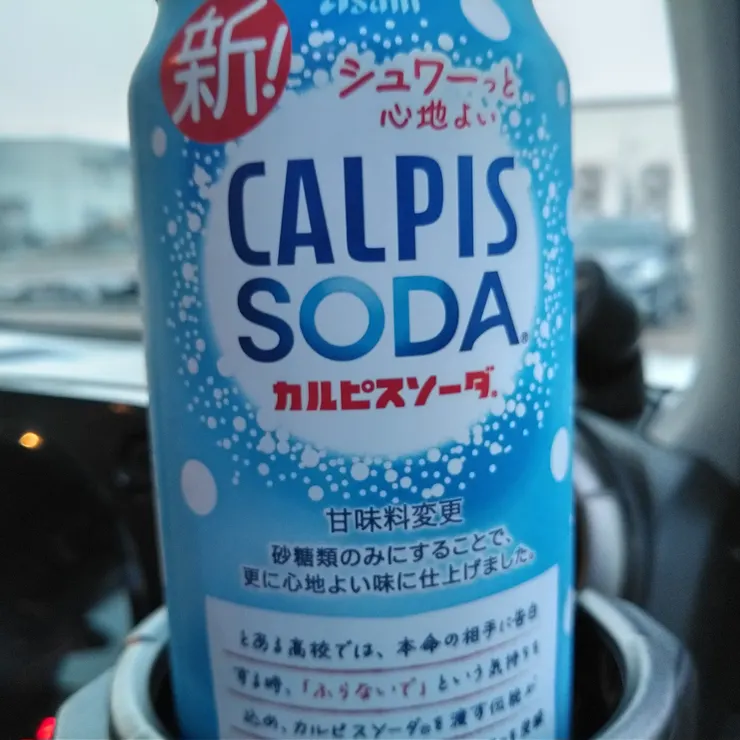 Asahi
新!
シュワーっと
心地よい
CALPIS
SODA®
カルピスソーダ®
甘味料変更
砂糖類のみにすることで、
更に心地よい味に仕上げました。
とある高校では、本命の相手に告白
する時、「ふらないで」という気持ちを
込め、カルピスソーダ®を渡す伝説が